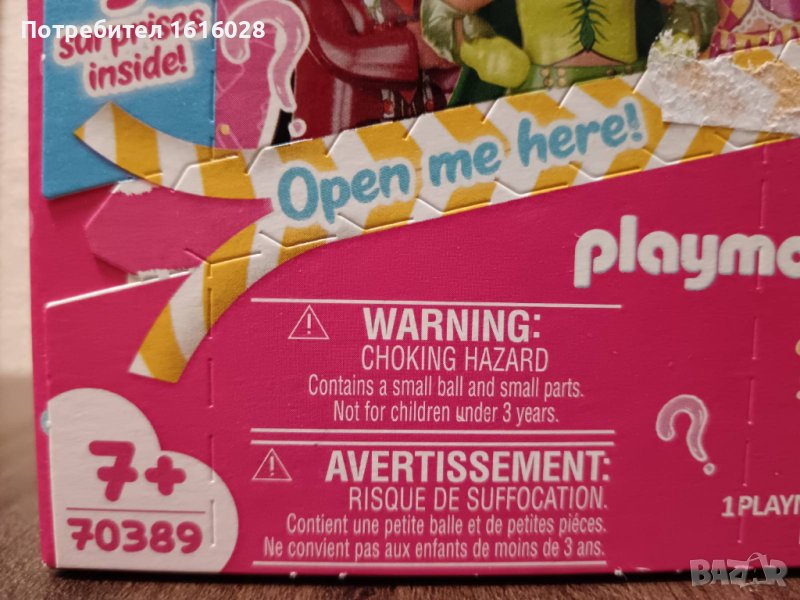 Потребител 1616028
surprises
inside!
Open me here!
playmo
WARNING:
CHOKING HAZARD
Contains a small ball and small parts.
Not for children under 3 years.
AVERTISSEMENT:
RISQUE DE SUFFOCATION.
Contient une petite balle et de petites piéces.
Ne convient pas aux enfants de moins de 3 ans.
7+
70389
1 PLAYM
BAZAR